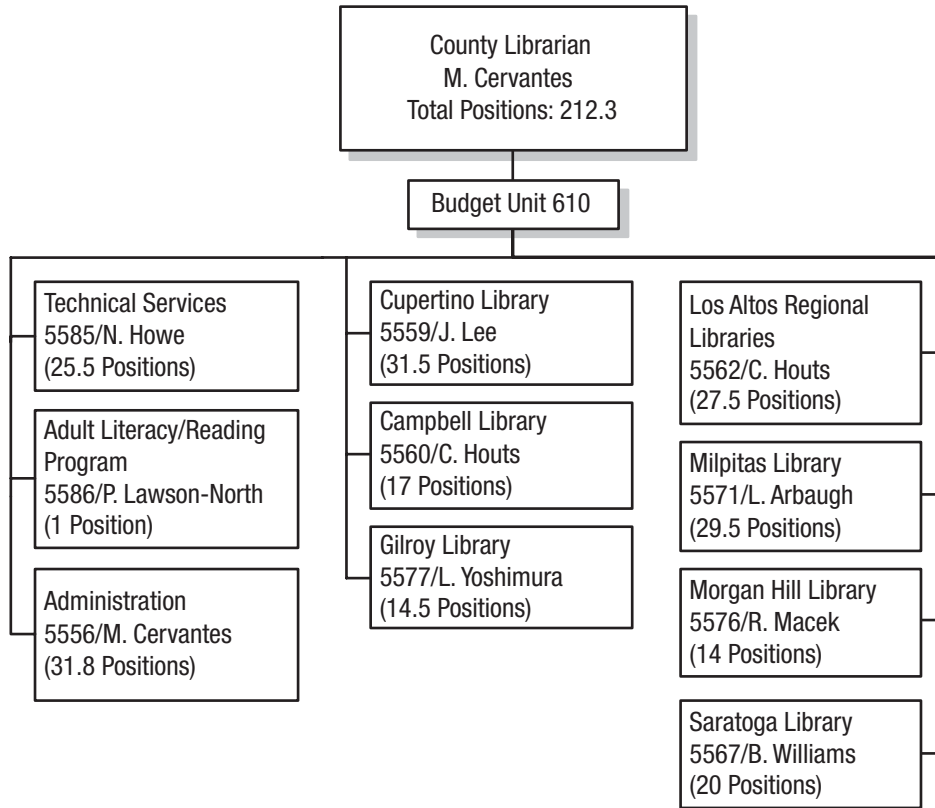 County Librarian
M. Cervantes
Total Positions: 212.3
Budget Unit 610
Technical Services
5585/N. Howe
(25.5 Positions)
Adult Literacy/Reading
Program
5586/P. Lawson-North
(1 Position)
Administration
5556/M. Cervantes
(31.8 Positions)
Cupertino Library
5559/J. Lee
(31.5 Positions)
Campbell Library
5560/C. Houts
(17 Positions)
Gilroy Library
5577/L. Yoshimura
(14.5 Positions)
Los Altos Regional
Libraries
5562/C. Houts
(27.5 Positions)
Milpitas Library
5571/L. Arbaugh
(29.5 Positions)
Morgan Hill Library
5576/R. Macek
(14 Positions)
Saratoga Library
5567/B. Williams
(20 Positions)